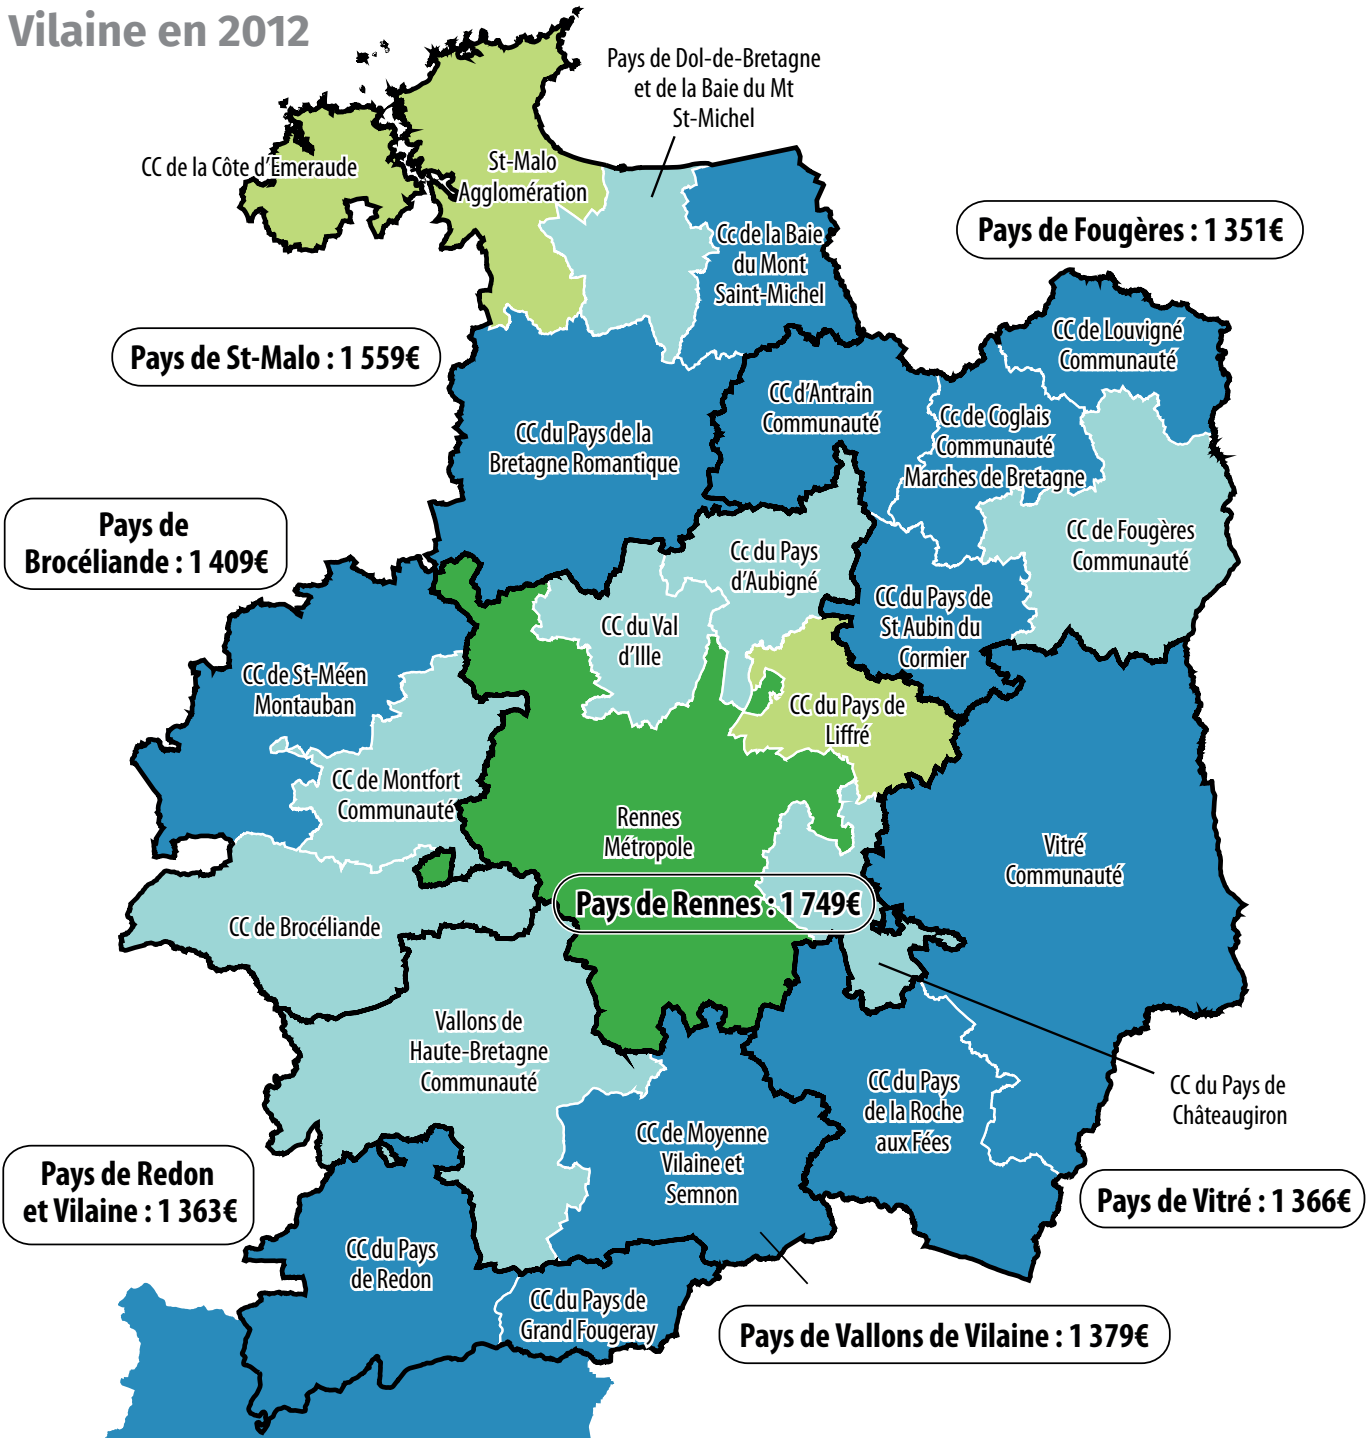 Vilaine en 2012
Pays de Dol-de-Bretagne
et de la Baie du Mt
St-Michel
CC de la Côte d'Emeraude
St-Malo
Agglomération
Cc de la Baie
du Mont
Saint-Michel
Pays de Fougères : 1 351€
Pays de St-Malo : 1 559€
CC de Louvigné
Communauté
CC d'Antrain
Communauté
Cc de Coglais
Communauté
Marches de Bretagne
CC du Pays de la
Bretagne Romantique
Pays de
Brocéliande : 1 409€
CC de Fougères
Communauté
Cc du Pays
d'Aubigné
CC du Pays de
St Aubin du
Cormier
CC du Val
d'Ille
CC de St-Méen
Montauban
CC du Pays de
Liffré
CC de Montfort
Communauté
Rennes
Métropole
Vitré
Communauté
Pays de Rennes : 1 749€
CC de Brocéliande
Vallons de
Haute-Bretagne
Communauté
CC du Pays
de la Roche
aux Fées
CC du Pays de
Châteaugiron
CC de Moyenne
Vilaine et
Semnon
Pays de Redon
et Vilaine : 1 363€
Pays de Vitré : 1 366€
CC du Pays
de Redon
CC du Pays de
Grand Fougeray
Pays de Vallons de Vilaine : 1 379€